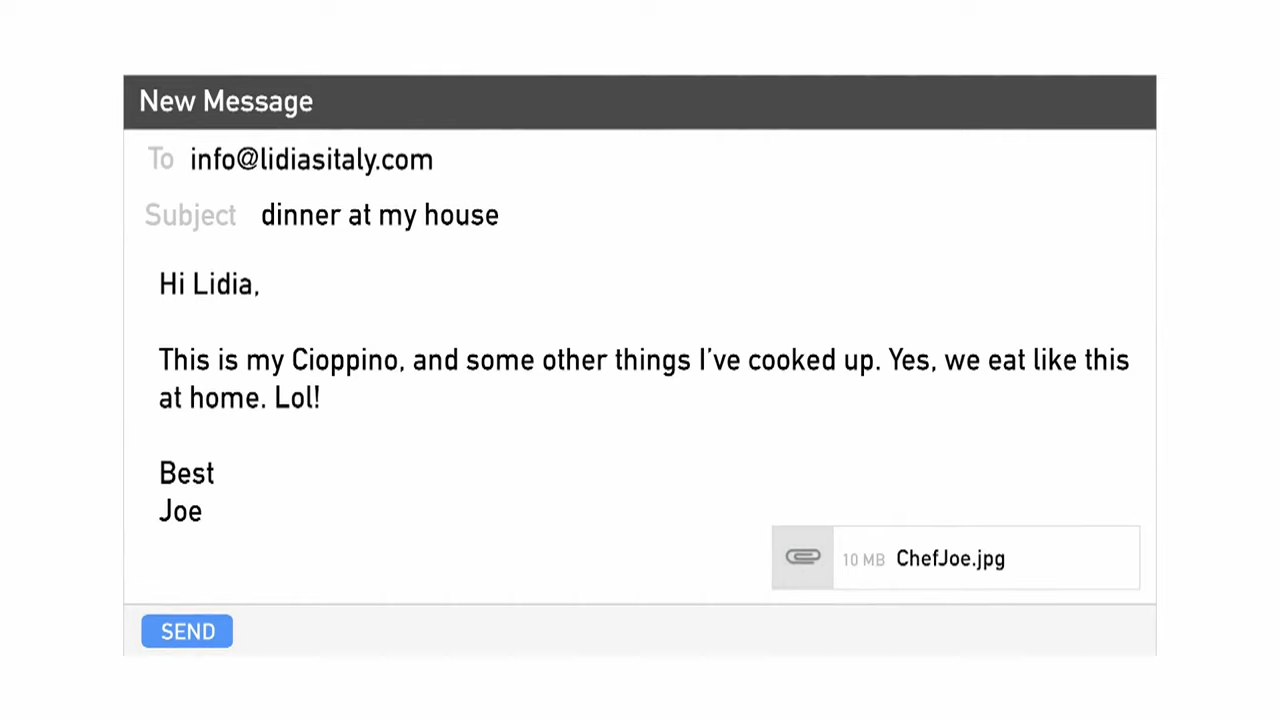 New Message
To info@lidiasitaly.com
Subject dinner at my house
Hi Lidia,
This is my Cioppino, and some other things I’ve cooked up. Yes, we eat like this
at home. Lol!
Best
Joe
10 MB ChefJoe.jpg
SEND